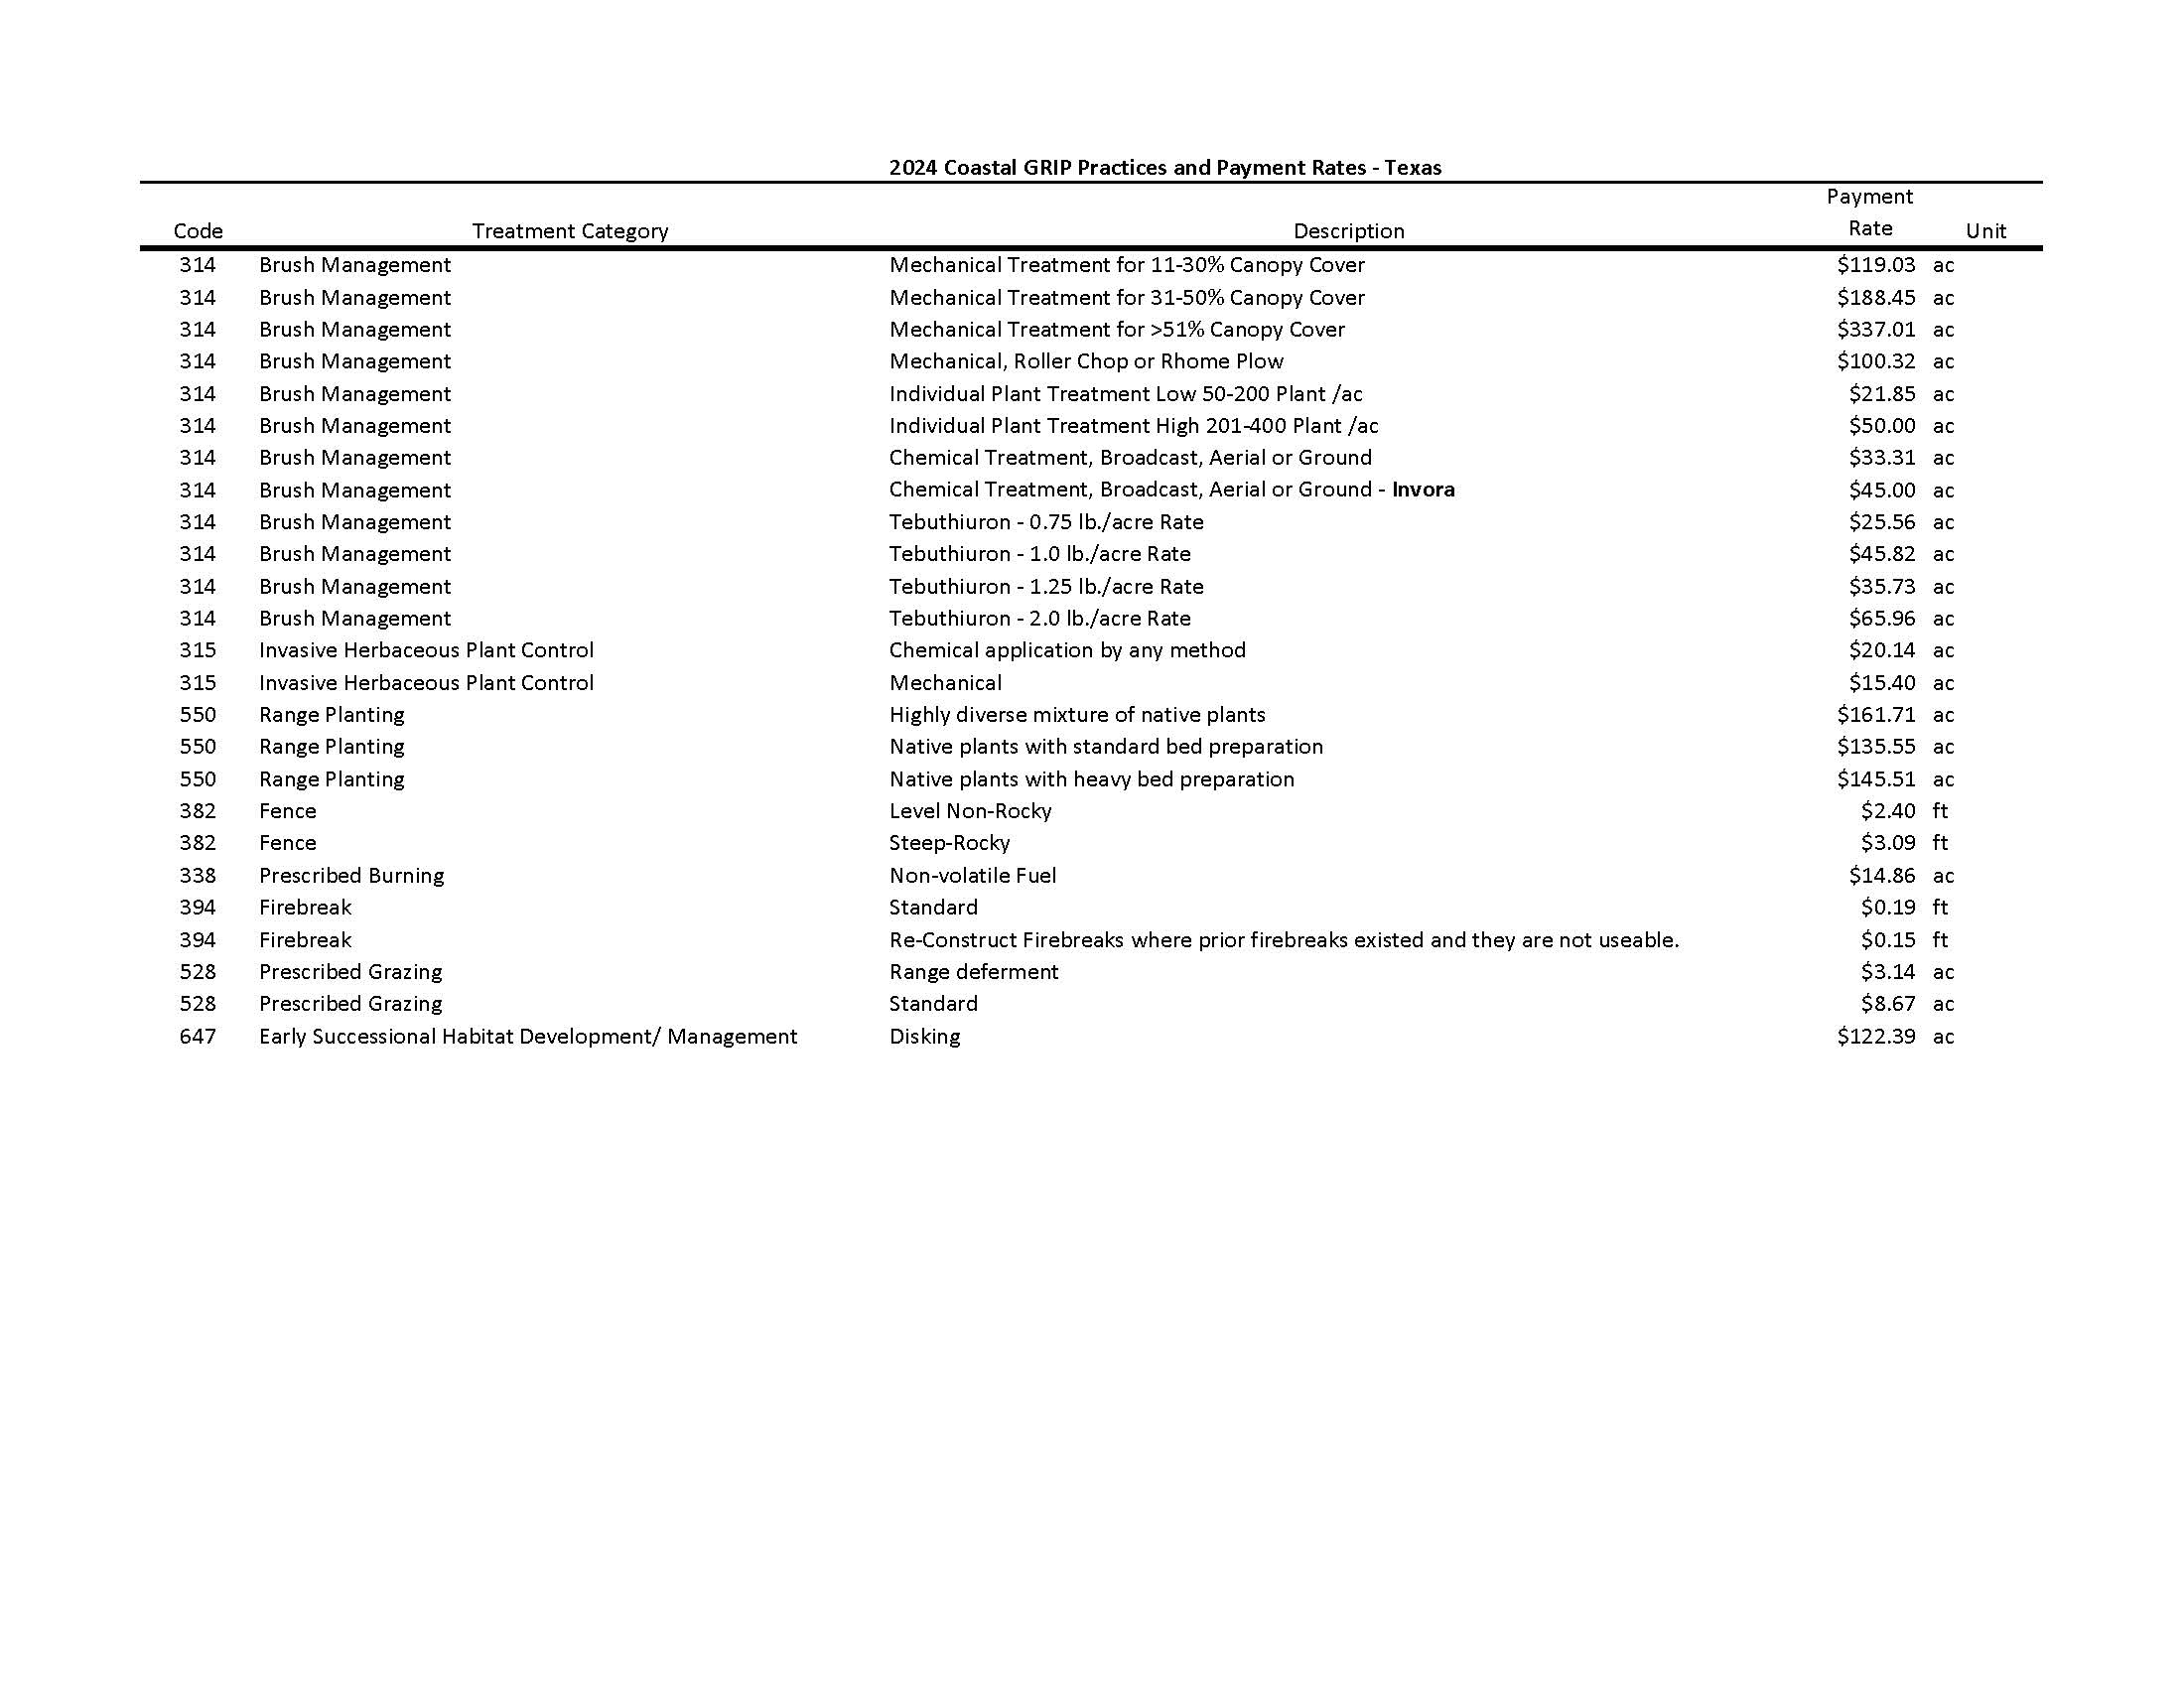 2024 Coastal GRIP Practices and Payment Rates - Texas
Code Treatment Category Description Payment Rate Unit
314 Brush Management Mechanical Treatment for 11-30% Canopy Cover $119.03 ac
314 Brush Management Mechanical Treatment for 31-50% Canopy Cover $188.45 ac
314 Brush Management Mechanical Treatment for >51% Canopy Cover $337.01 ac
314 Brush Management Mechanical, Roller Chop or Rhome Plow $100.32 ac
314 Brush Management Individual Plant Treatment Low 50-200 Plant /ac $21.85 ac
314 Brush Management Individual Plant Treatment High 201-400 Plant /ac $50.00 ac
314 Brush Management Chemical Treatment, Broadcast, Aerial or Ground $33.31 ac
314 Brush Management Chemical Treatment, Broadcast, Aerial or Ground - Invora $45.00 ac
314 Brush Management Tebuthiuron - 0.75 lb./acre Rate $25.56 ac
314 Brush Management Tebuthiuron - 1.0 lb./acre Rate $45.82 ac
314 Brush Management Tebuthiuron - 1.25 lb./acre Rate $35.73 ac
314 Brush Management Tebuthiuron - 2.0 lb./acre Rate $65.96 ac
315 Invasive Herbaceous Plant Control Chemical application by any method $20.14 ac
315 Invasive Herbaceous Plant Control Mechanical $15.40 ac
550 Range Planting Highly diverse mixture of native plants $161.71 ac
550 Range Planting Native plants with standard bed preparation $135.55 ac
550 Range Planting Native plants with heavy bed preparation $145.51 ac
382 Fence Level Non-Rocky $2.40 ft
382 Fence Steep-Rocky $3.09 ft
338 Prescribed Burning Non-volatile Fuel $14.86 ac
394 Firebreak Standard $0.19 ft
394 Firebreak Re-Construct Firebreaks where prior firebreaks existed and they are not useable. $0.15 ft
528 Prescribed Grazing Range deferment $3.14 ac
528 Prescribed Grazing Standard $8.67 ac
647 Early Successional Habitat Development/ Management Disking $122.39 ac